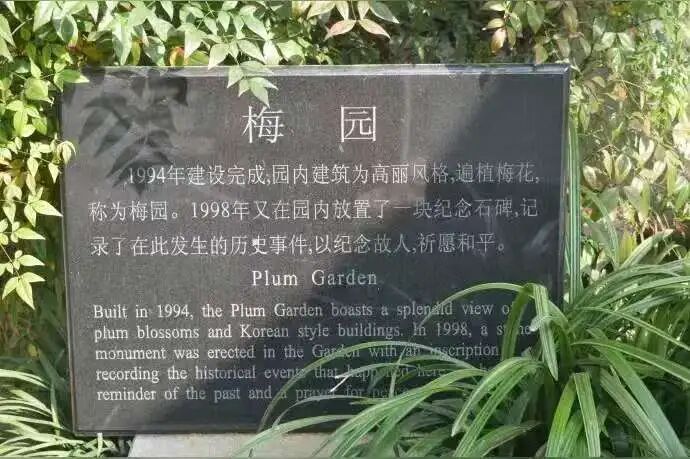 梅 园
1994年建设完成,园内建筑为高丽风格,遍植梅花,
称为梅园。1998年又在园内放置了一块纪念石碑,记
录了在此发生的历史事件,以纪念故人,祈愿和平。
Plum Garden
Built in 1994, the Plum Garden boasts a splendid view of
plum blossoms and Korean style buildings. In 1998, a stone
monument was erected in the Garden with an inscription
recording the historical events that happened here
reminder of the past and a prayer for